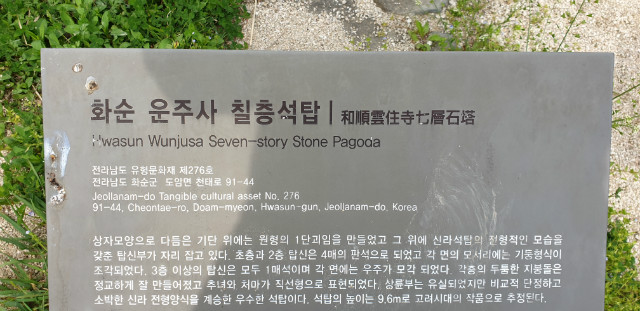 화순 운주사 칠층석탑 | 和順雲住寺七層石塔
Hwasun Wunjusa Seven-story Stone Pagoda
전라남도 유형문화재 제276호
전라남도 화순군 도암면 천태로 91-44
Jeollanam-do Tangible cultural asset No. 276
91-44, Cheontae-ro, Doam-myeon, Hwasun-gun, Jeollanam-do, Korea
상자모양으로 다듬은 기단 위에는 원형의 1단괴임을 만들었고 그 위에 신라석탑의 전형적인 모습을
갖춘 탑신부가 자리 잡고 있다. 초층과 2층 탑신은 4매의 판석으로 되었고 각 면의 모서리에는 기둥형식이
조각되었다. 3층 이상의 탑신은 모두 1매석이며 각 면에는 우주가 모각 되었다. 각층의 두툼한 지붕돌은
정교하게 잘 만들어졌고 추녀와 처마가 직선형으로 표현되었다. 상륜부는 유실되었지만 비교적 단정하고
소박한 신라 전형양식을 계승한 우수한 석탑이다. 석탑의 높이는 9.6m로 고려시대의 작품으로 추정된다.